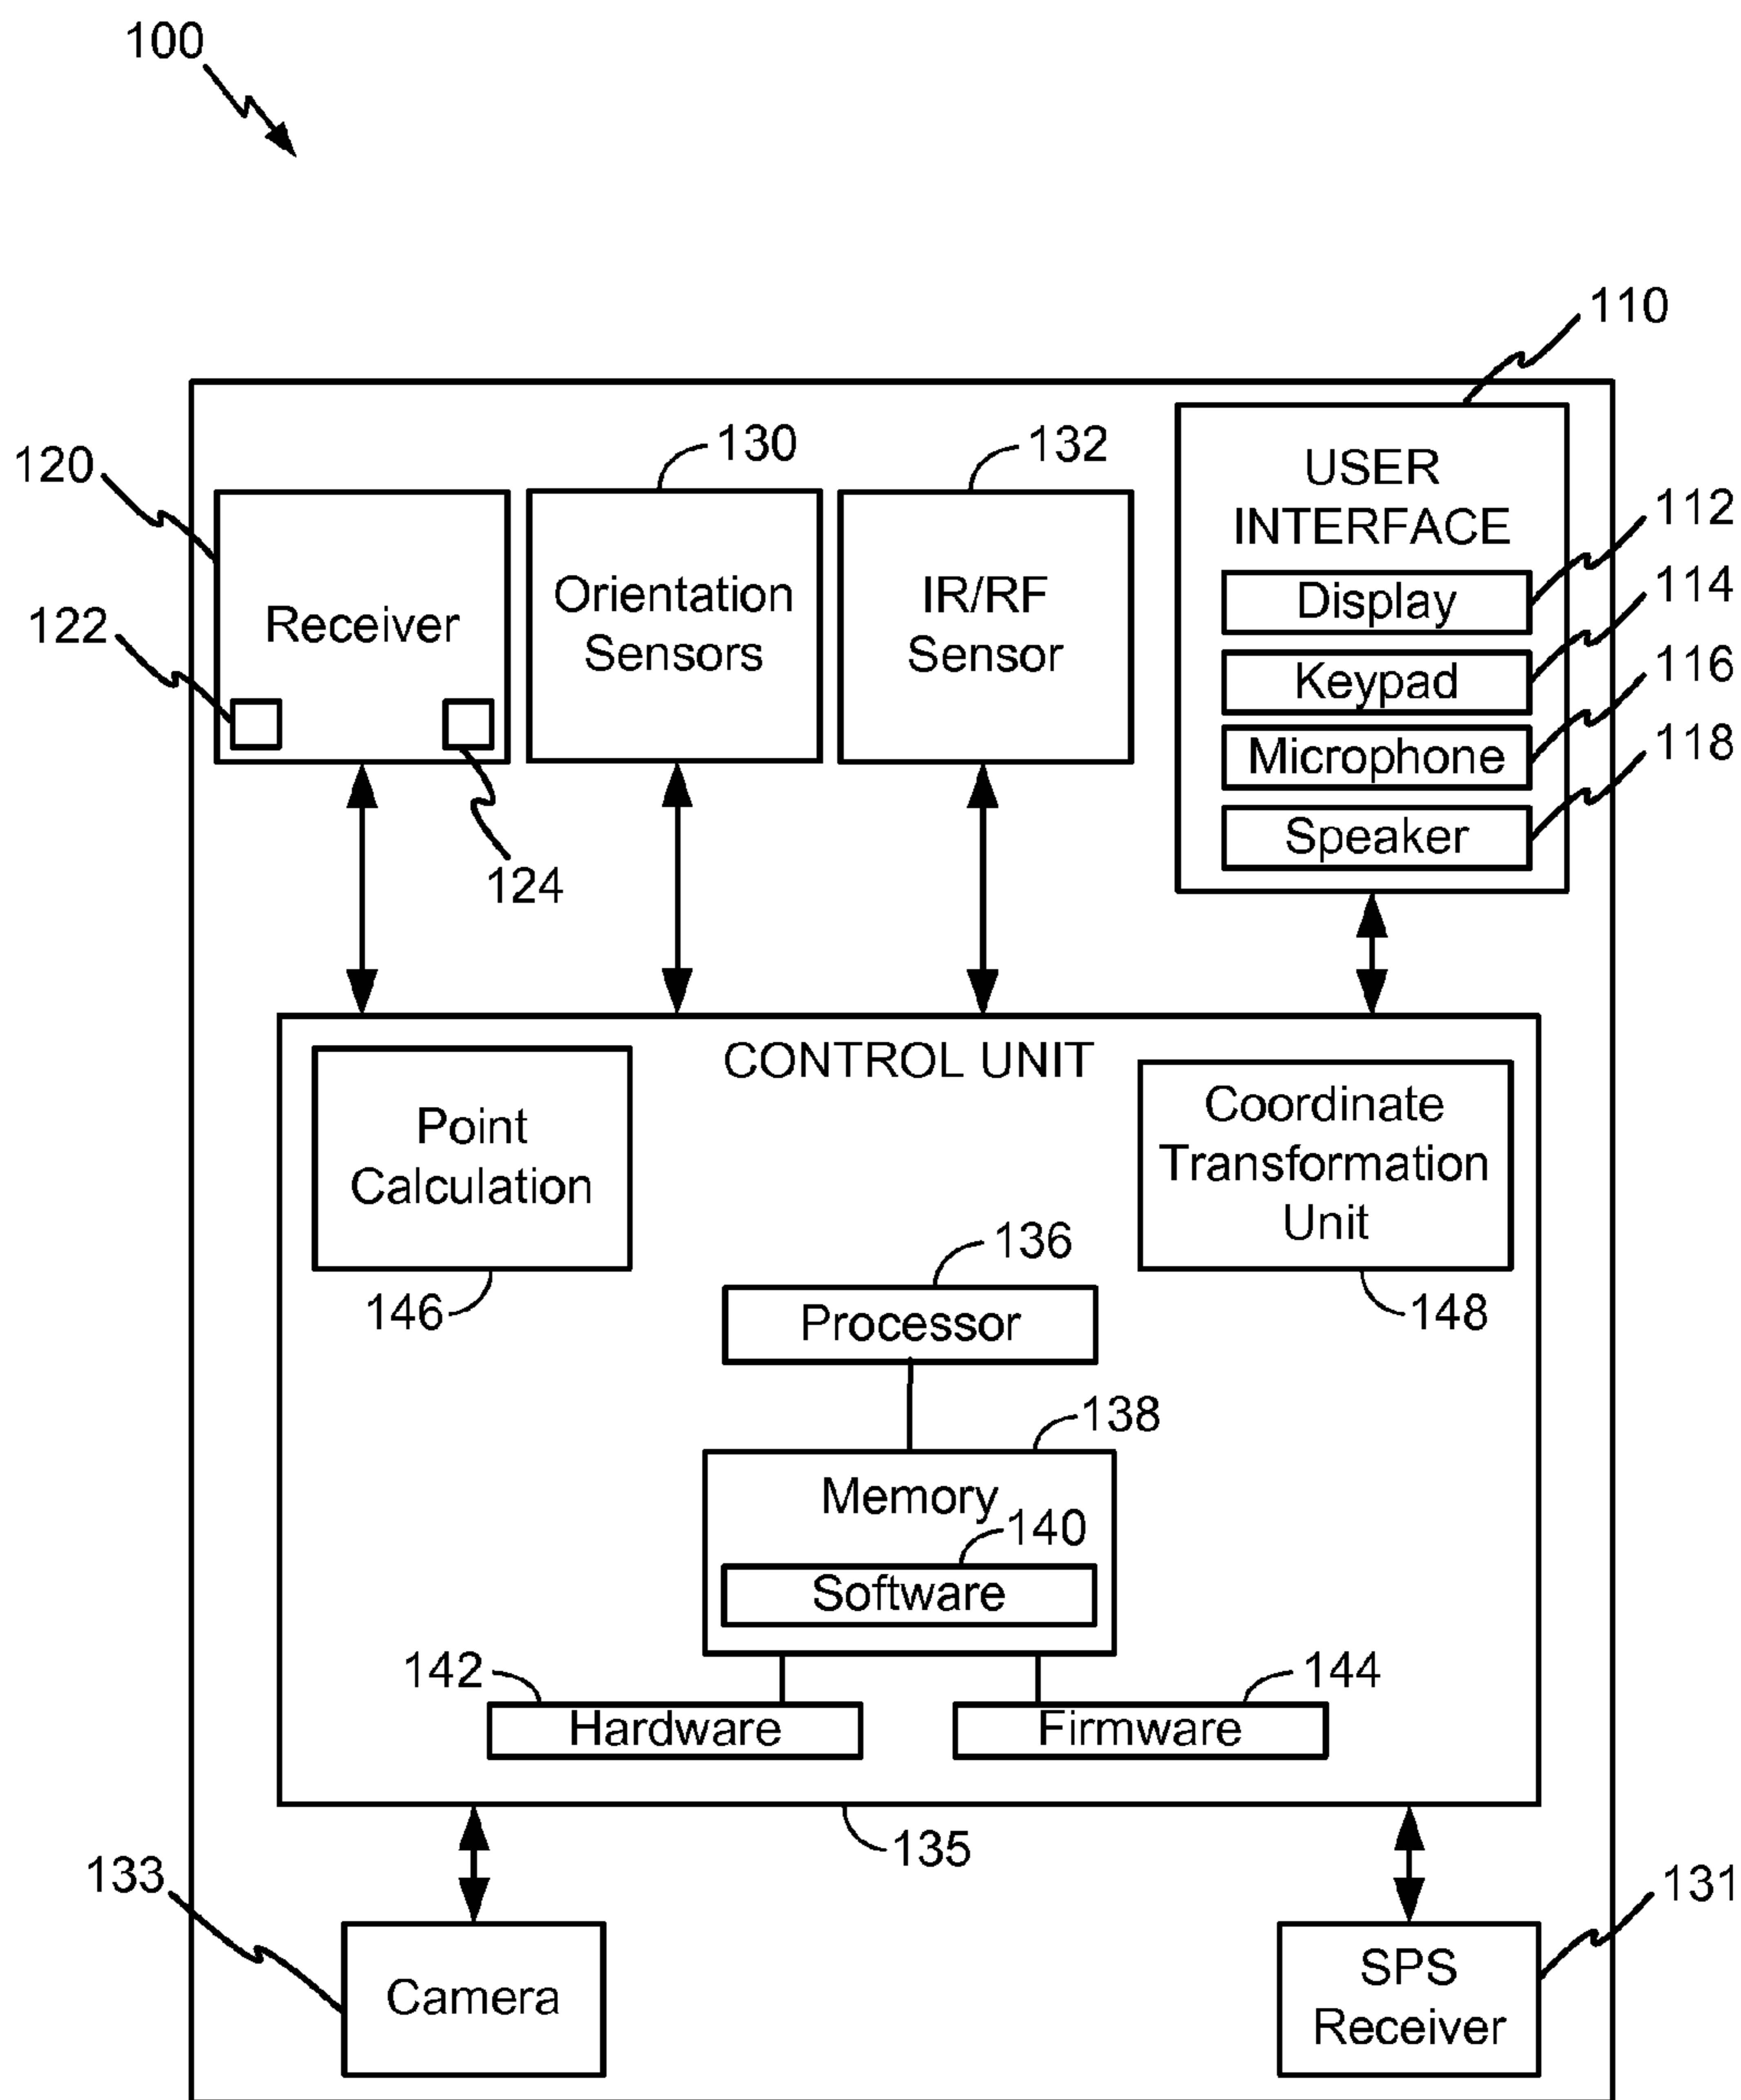 100
110
120
130
132
USER
INTERFACE
112
Display
114
Keypad
116
Microphone
118
Speaker
122
Receiver
Orientation
Sensors
IR/RF
Sensor
124
CONTROL UNIT
Point
Calculation
146
Coordinate
Transformation
Unit
148
136
Processor
138
Memory
140
Software
142
Hardware
144
Firmware
135
133
Camera
131
SPS
Receiver